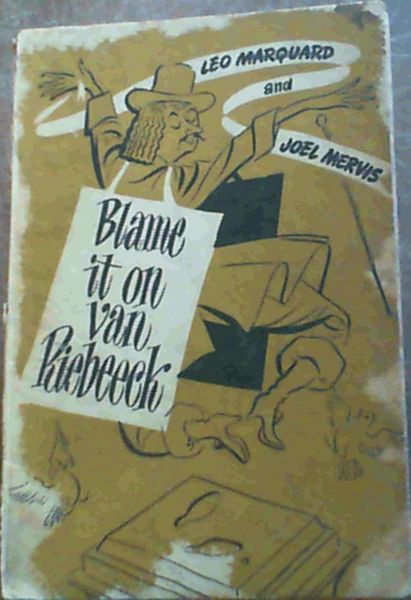 LEO MARQUARD
and
JOEL MERVIS
Blame
it on
van
Riebeeck